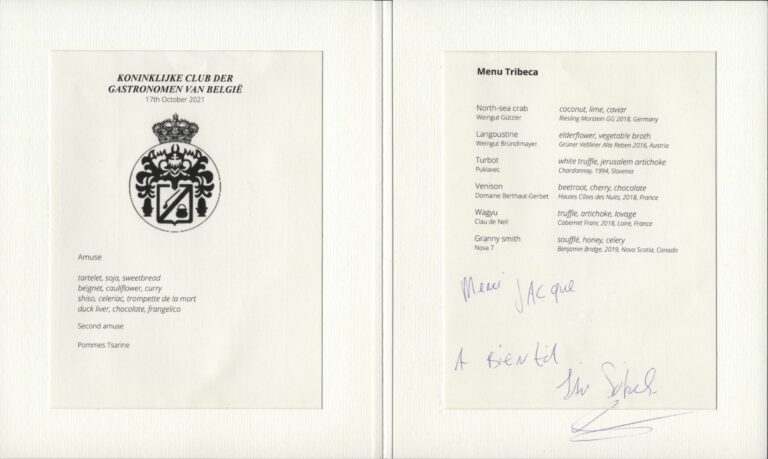 KONINKLIJKE CLUB DER
GASTRONOMEN VAN BELGIË
17th October 2021
Amuse
tartelet, soja, sweetbread
beignet, cauliflower, curry
shiso, celeriac, trompette de la mort
duck liver, chocolate, frangelico
Second amuse
Pommes Tsarine
Menu Tribeca
North-sea crab coconut, lime, caviar
Weingut Gützler Riesling Morstein GG 2018, Germany
Langoustine elderflower, vegetable broth
Weingut Bründlmayer Grüner Veltliner Alte Reben 2016, Austria
Turbot white truffle, jerusalem artichoke
Puklavec Chardonnay, 1994, Slovenia
Venison beetroot, cherry, chocolate
Domaine Berthaut-Gerbet Hautes Côtes des Nuits, 2018, France
Wagyu truffle, artichoke, lovage
Clau de Nell Cabernet Franc 2018, Loire, France
Granny smith soufflé, honey, celery
Nova 7 Benjamin Bridge, 2019, Nova Scotia, Canada
Merci JAcque
A BiENtôt